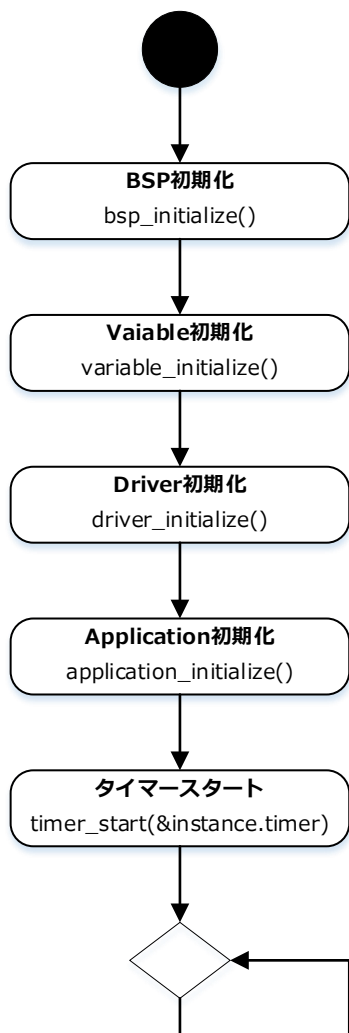 BSP初期化
bsp_initialize()
Vaiable初期化
variable_initialize()
Driver初期化
driver_initialize()
Application初期化
application_initialize()
タイマースタート
timer_start(&instance.timer)